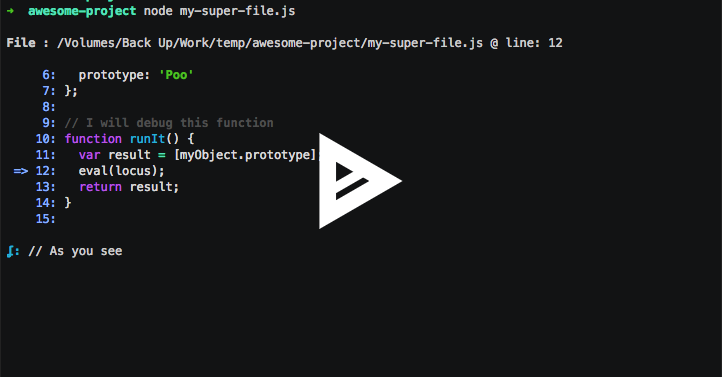 ➜ awesome-project node my-super-file.js
File : /Volumes/Back Up/Work/temp/awesome-project/my-super-file.js @ line: 12
6: prototype: 'Poo'
7: };
8:
9: // I will debug this function
10: function runIt() {
11: var result = [myObject.prototype];
=> 12: eval(locus);
13: return result;
14: }
15:
ʆ: // As you see